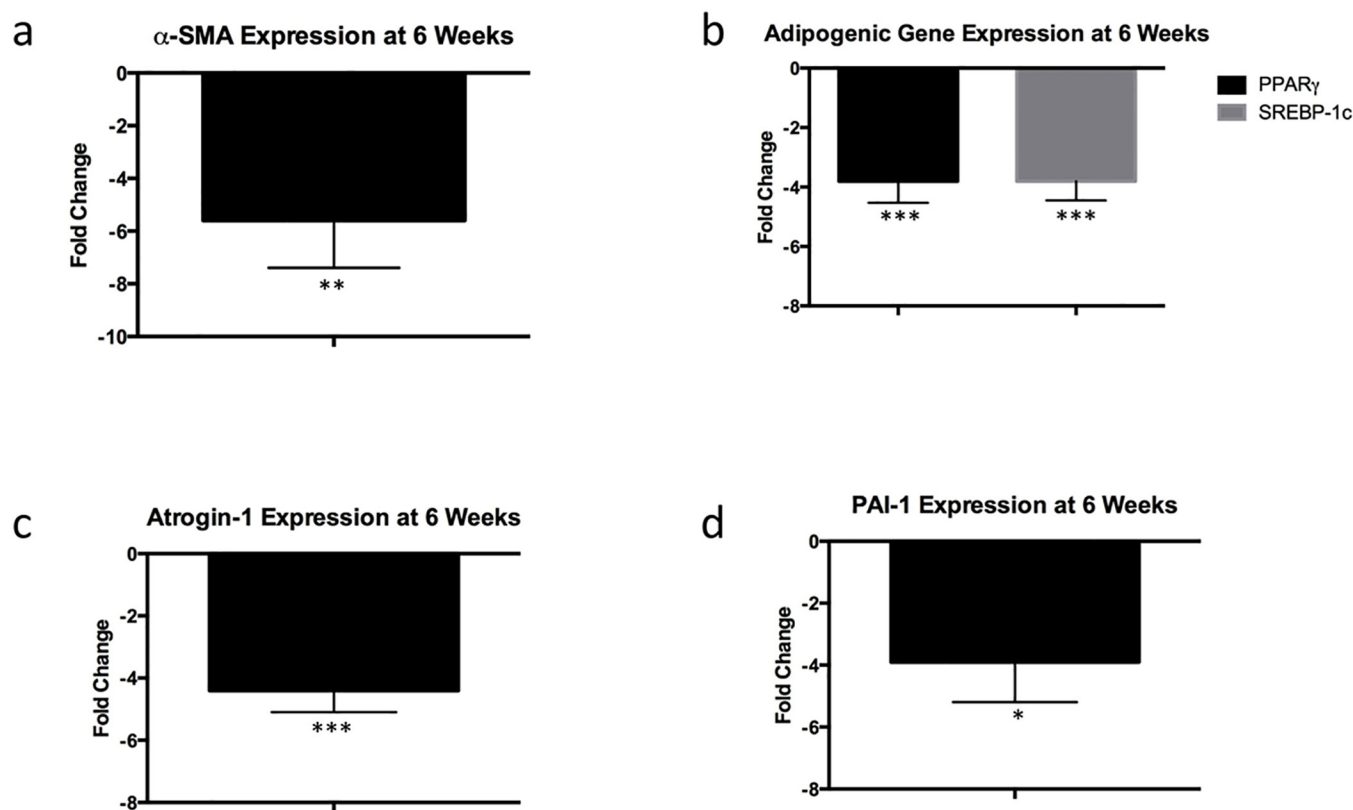 a
α-SMA Expression at 6 Weeks
0
-2
-4
-6
-8
-10
Fold Change
**
b
Adipogenic Gene Expression at 6 Weeks
0
-2
-4
-6
-8
Fold Change
***
***
PPARγ
SREBP-1c
c
Atrogin-1 Expression at 6 Weeks
0
-2
-4
-6
-8
Fold Change
***
d
PAI-1 Expression at 6 Weeks
0
-2
-4
-6
-8
Fold Change
*